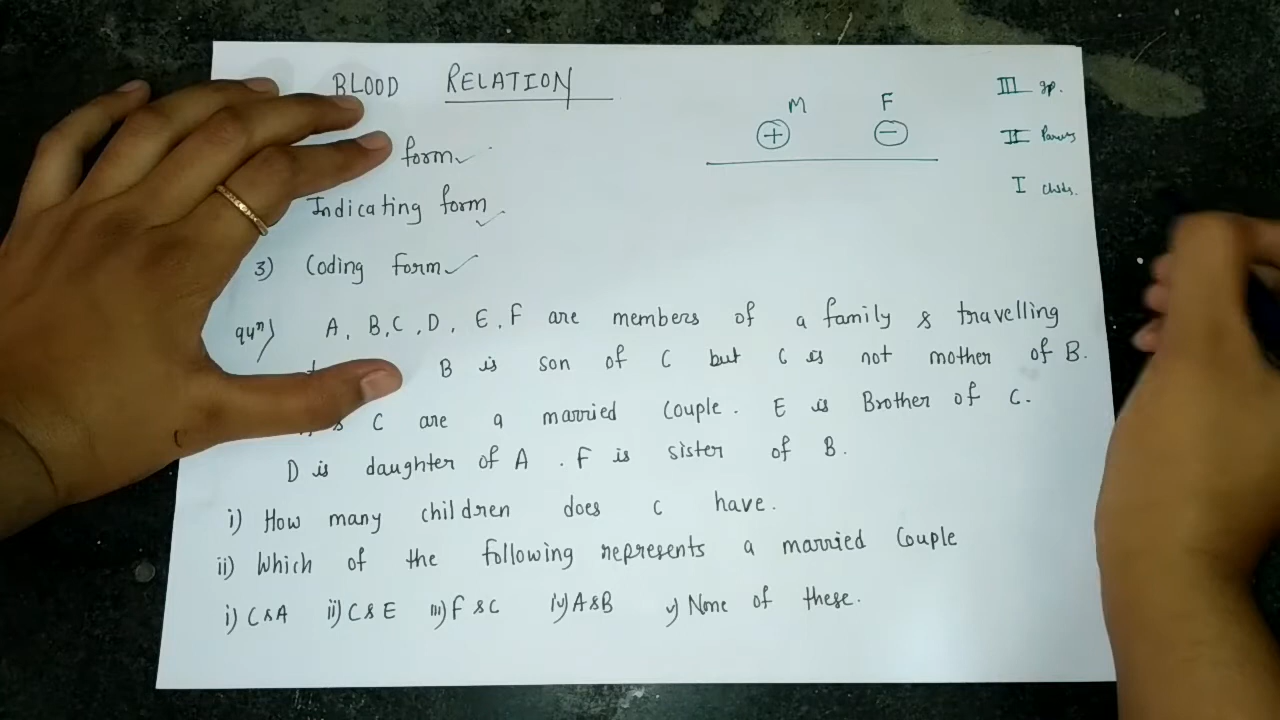 BLOOD RELATION
form
Indicating form
3) Coding form
M F
+ −
III gp.
II
I
qun) A, B, C, D, E, F are members of a family & travelling
B is son of C but C is not mother of B.
& C are a married Couple. E is Brother of C.
D is daughter of A. F is sister of B.
i) How many children does C have.
ii) Which of the following represents a married Couple
i) C&A ii) C& E iii) F &C iv) A&B v) None of these.